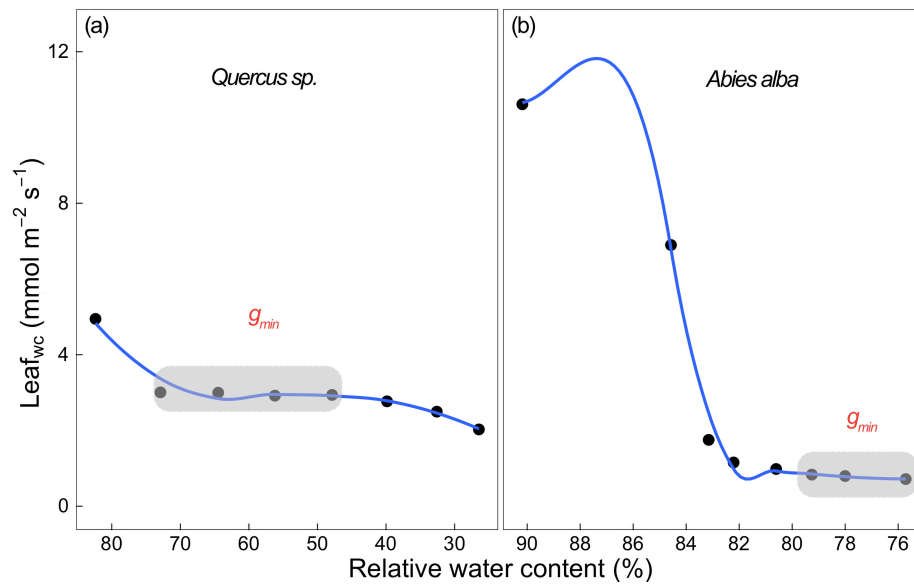 (a)
(b)
Quercus sp.
Abies alba
12
8
4
0
Leaf_wc (mmol m⁻² s⁻¹)
g_min
g_min
80 70 60 50 40 30
90 88 86 84 82 80 78 76
Relative water content (%)